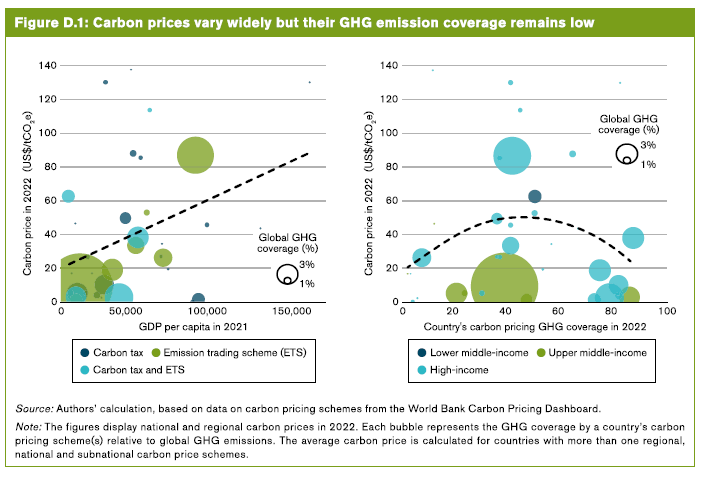 Figure D.1: Carbon prices vary widely but their GHG emission coverage remains low
Carbon price in 2022 (US$/tCO2e)
140
120
100
80
60
40
20
0
0
50,000
100,000
150,000
GDP per capita in 2021
Global GHG
coverage (%)
3%
1%
Carbon tax
Emission trading scheme (ETS)
Carbon tax and ETS
Carbon price in 2022 (US$/tCO2e)
140
120
100
80
60
40
20
0
0
20
40
60
80
100
Country's carbon pricing GHG coverage in 2022
Global GHG
coverage (%)
3%
1%
Lower middle-income
Upper middle-income
High-income
Source: Authors' calculation, based on data on carbon pricing schemes from the World Bank Carbon Pricing Dashboard.
Note: The figures display national and regional carbon prices in 2022. Each bubble represents the GHG coverage by a country's carbon
pricing scheme(s) relative to global GHG emissions. The average carbon price is calculated for countries with more than one regional,
national and subnational carbon price schemes.